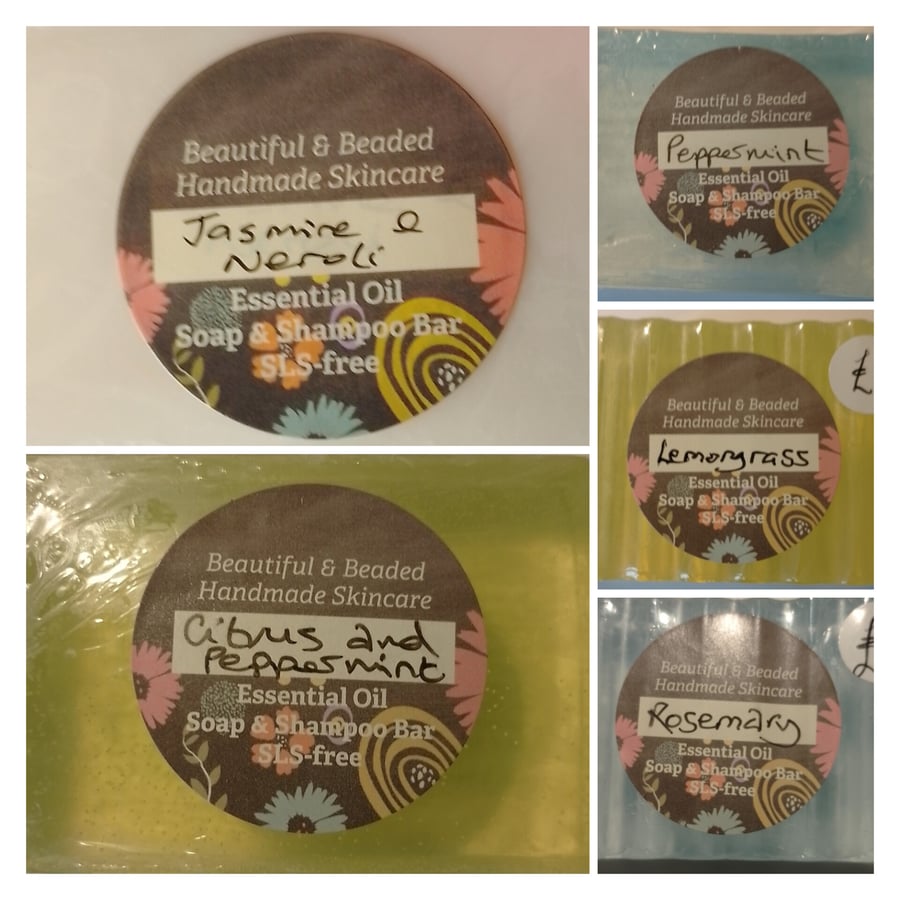 Beautiful & Beaded
Handmade Skincare
Jasmine &
Neroli
Essential Oil
Soap & Shampoo Bar
SLS-free
Beautiful & Beaded
Handmade Skincare
Peppermint
Essential Oil
Soap & Shampoo Bar
SLS-free
Beautiful & Beaded
Handmade Skincare
Lemongrass
Essential Oil
Soap & Shampoo Bar
SLS-free
£
Beautiful & Beaded
Handmade Skincare
Citrus and
Peppermint
Essential Oil
Soap & Shampoo Bar
SLS-free
Beautiful & Beaded
Handmade Skincare
Rosemary
Essential Oil
Soap & Shampoo Bar
SLS-free
£